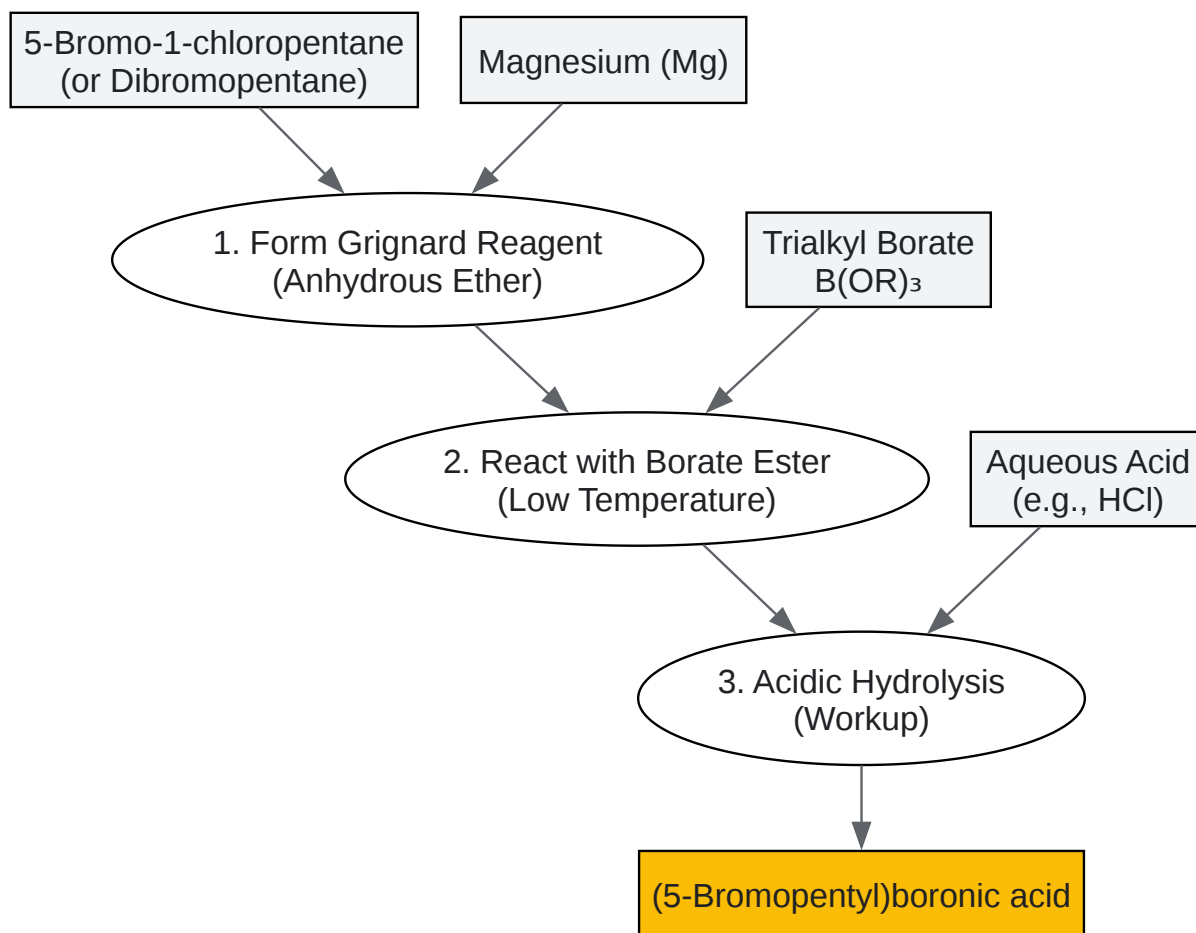 5-Bromo-1-chloropentane
(or Dibromopentane)
Magnesium (Mg)
1. Form Grignard Reagent
(Anhydrous Ether)
Trialkyl Borate
B(OR)₃
2. React with Borate Ester
(Low Temperature)
Aqueous Acid
(e.g., HCl)
3. Acidic Hydrolysis
(Workup)
(5-Bromopentyl)boronic acid